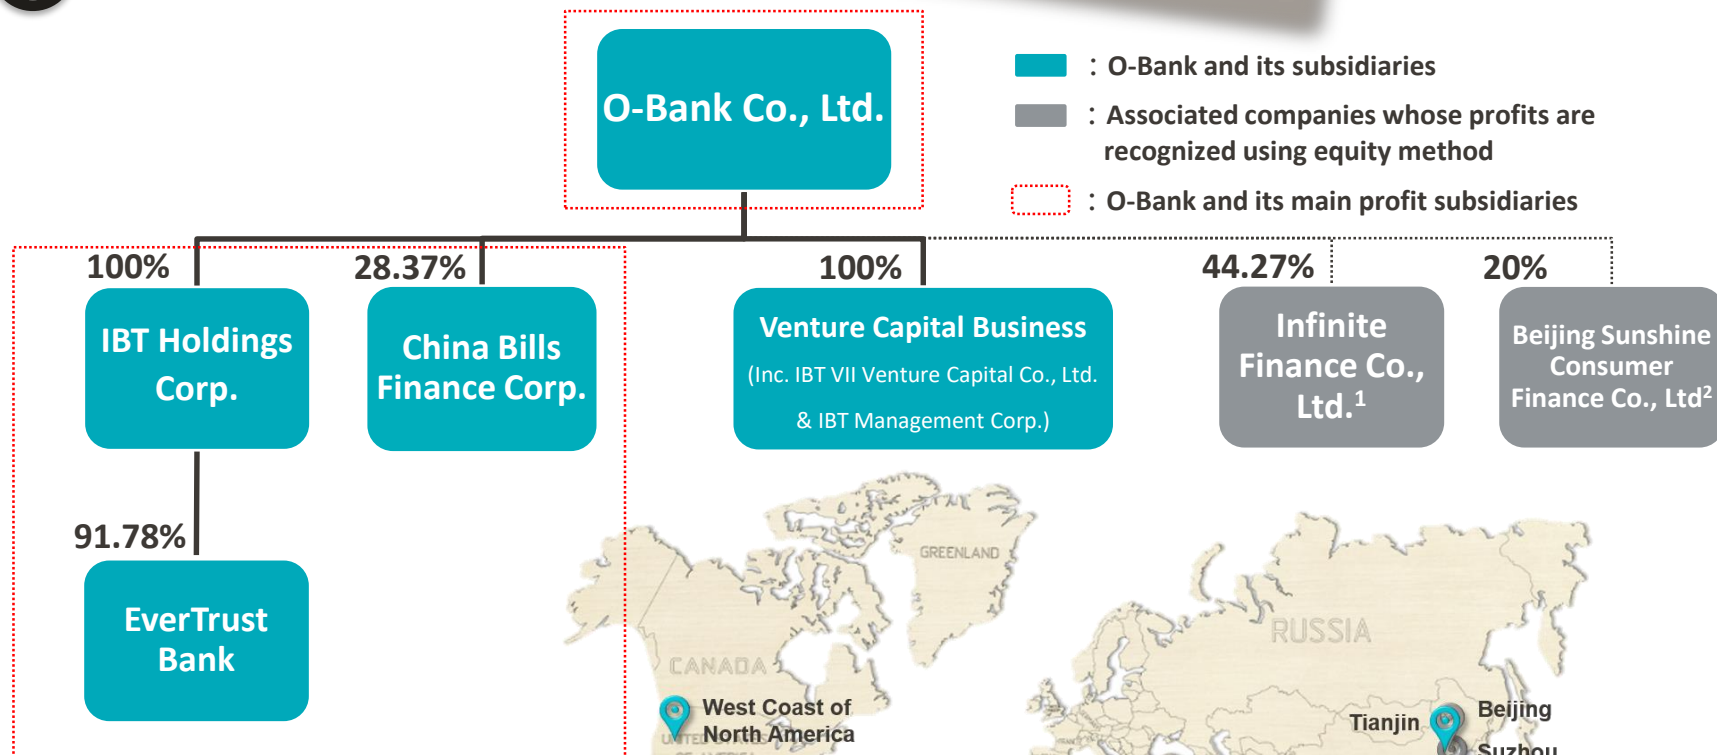 O-Bank Co., Ltd.
: O-Bank and its subsidiaries
: Associated companies whose profits are
recognized using equity method
: O-Bank and its main profit subsidiaries
100%
28.37%
100%
44.27%
20%
IBT Holdings
Corp.
China Bills
Finance Corp.
Venture Capital Business
(Inc. IBT VII Venture Capital Co., Ltd.
& IBT Management Corp.)
Infinite
Finance Co.,
Ltd.1
Beijing Sunshine
Consumer
Finance Co., Ltd2
91.78%
EverTrust
Bank
GREENLAND
RUSSIA
CANADA
West Coast of
North America
UNITED STATES
Tianjin
Beijing
Suzhou